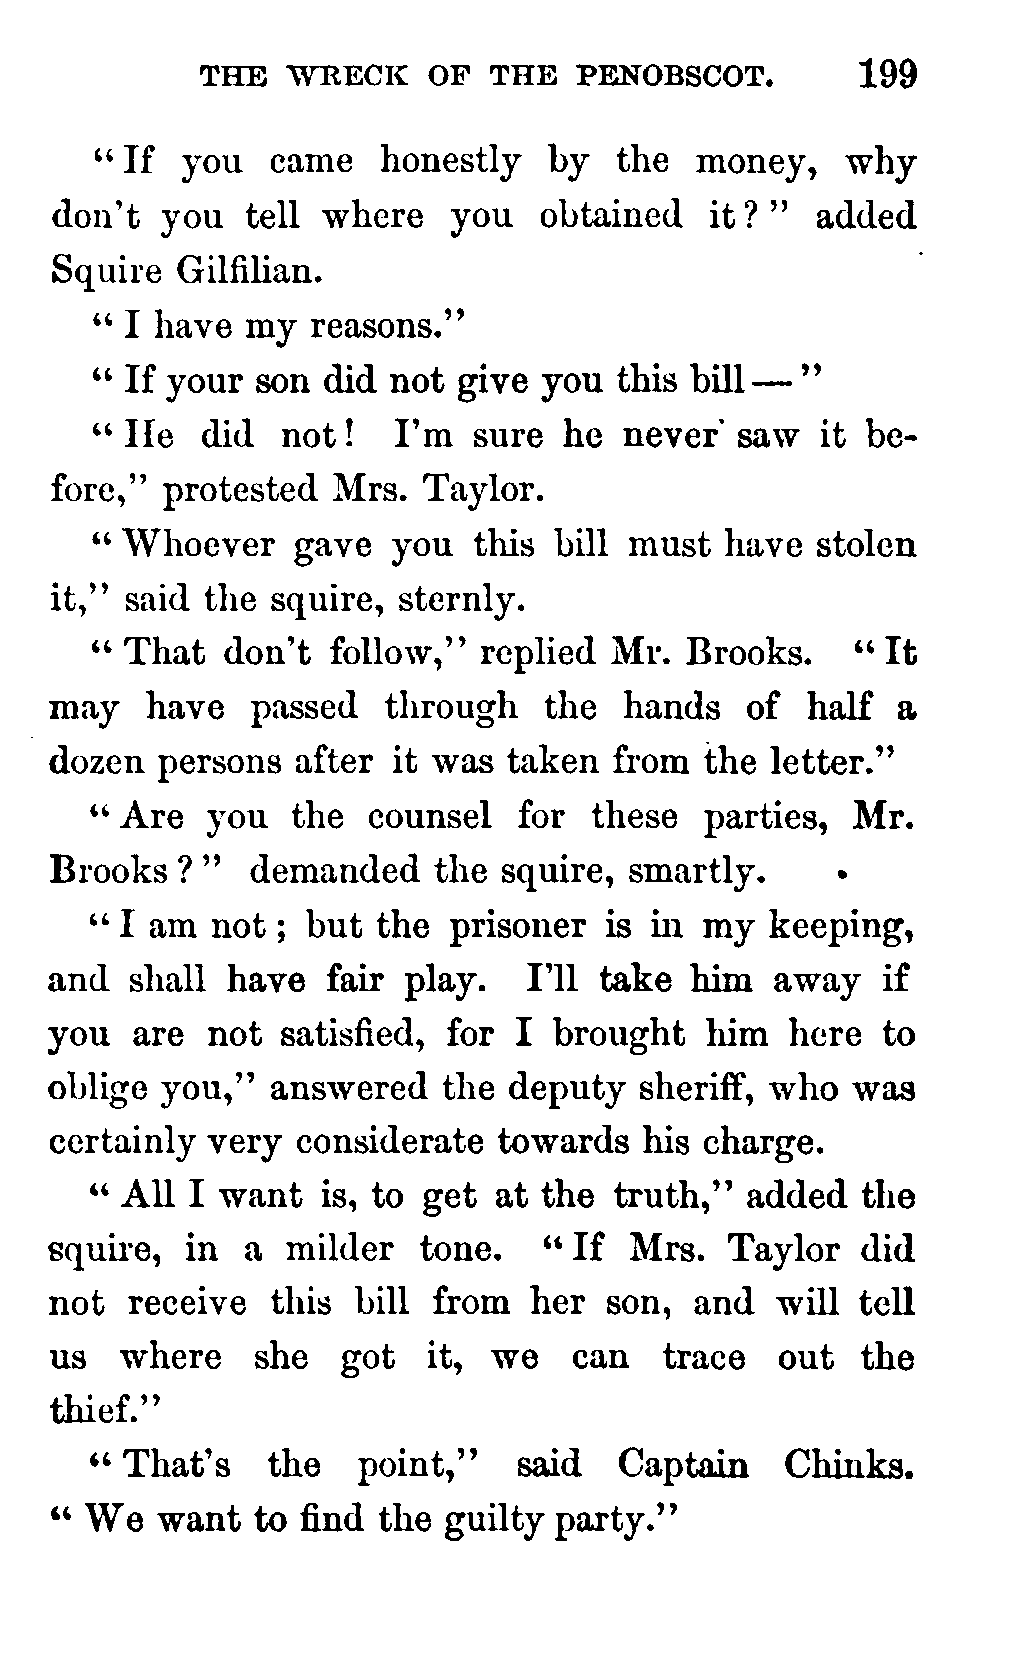 THE WRECK OF THE PENOBSCOT. 199
"If you came honestly by the money, why
don't you tell where you obtained it?" added
Squire Gilfilian.
"I have my reasons."
"If your son did not give you this bill—"
"He did not! I'm sure he never saw it be-
fore," protested Mrs. Taylor.
"Whoever gave you this bill must have stolen
it," said the squire, sternly.
"That don't follow," replied Mr. Brooks. "It
may have passed through the hands of half a
dozen persons after it was taken from the letter."
"Are you the counsel for these parties, Mr.
Brooks?" demanded the squire, smartly.
"I am not; but the prisoner is in my keeping,
and shall have fair play. I'll take him away if
you are not satisfied, for I brought him here to
oblige you," answered the deputy sheriff, who was
certainly very considerate towards his charge.
"All I want is, to get at the truth," added the
squire, in a milder tone. "If Mrs. Taylor did
not receive this bill from her son, and will tell
us where she got it, we can trace out the
thief."
"That's the point," said Captain Chinks.
"We want to find the guilty party."